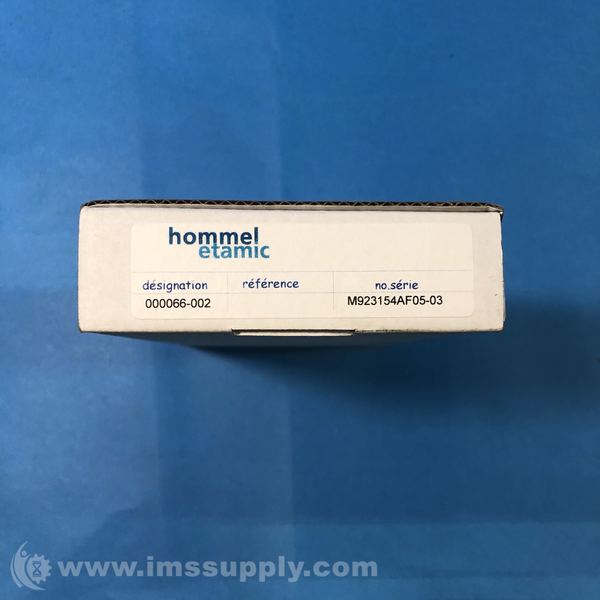 hommel
etamic
désignation référence no.série
000066-002 M923154AF05-03
www.imssupply.com